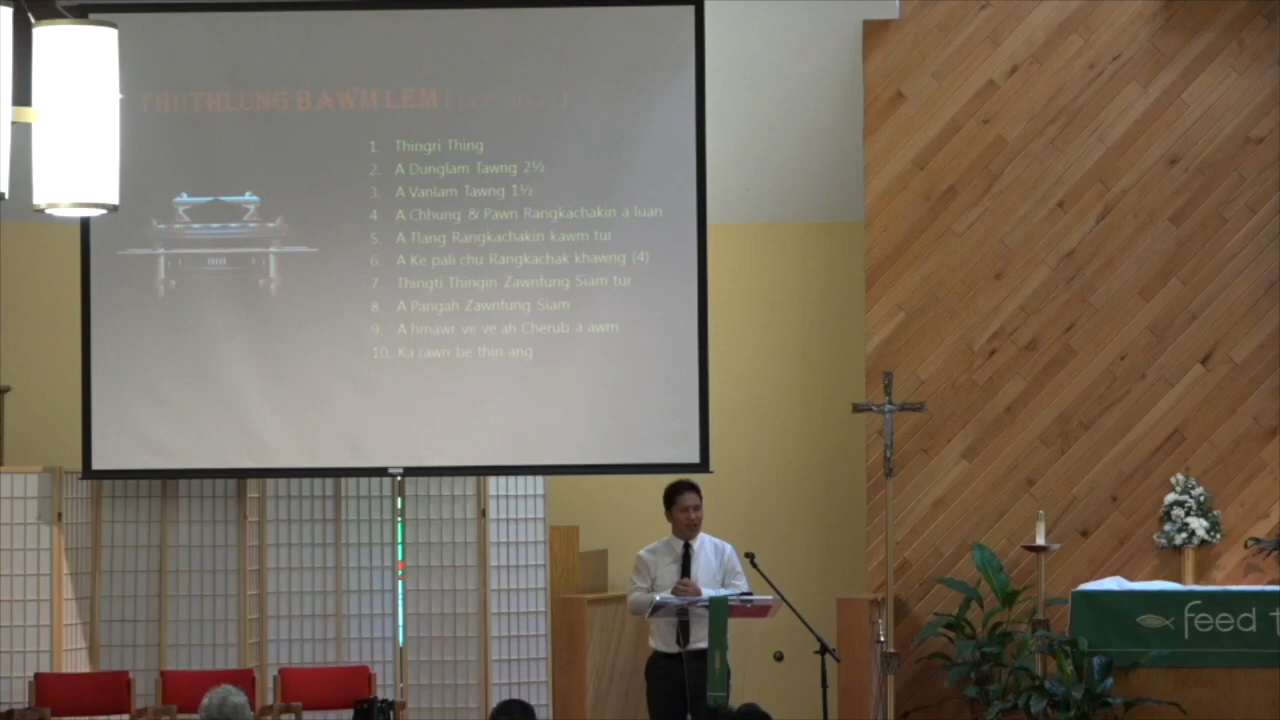 THUTHLUNG BAWM LEM
1. Thingri Thing
2. A Dunglam Tawng 2½
3. A Vanlam Tawng 1½
4. A Chhung & Pawn Rangkachakin a luan
5. A Tlang Rangkachakin kawm tur
6. A Ke pali chu Rangkachak khawng (4)
7. Thingti Thingin Zawnfung Siam tur
8. A Pangah Zawnfung Siam
9. A hmawr ve ve ah Cherub a awm
10. Ka rawn be thin ang
feed